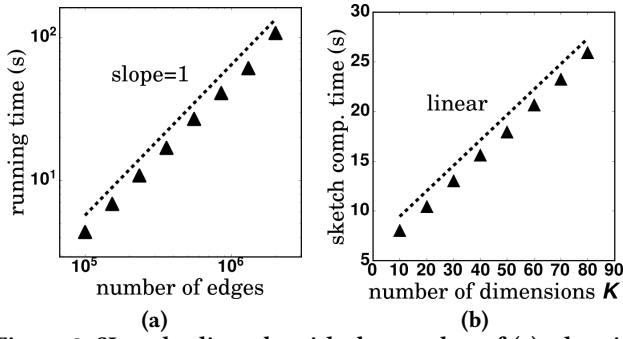 10²
running time (s)
slope=1
10¹
10⁵
10⁶
number of edges
(a)
30
25
20
15
10
5
sketch comp. time (s)
linear
0 10 20 30 40 50 60 70 80 90
number of dimensions K
(b)